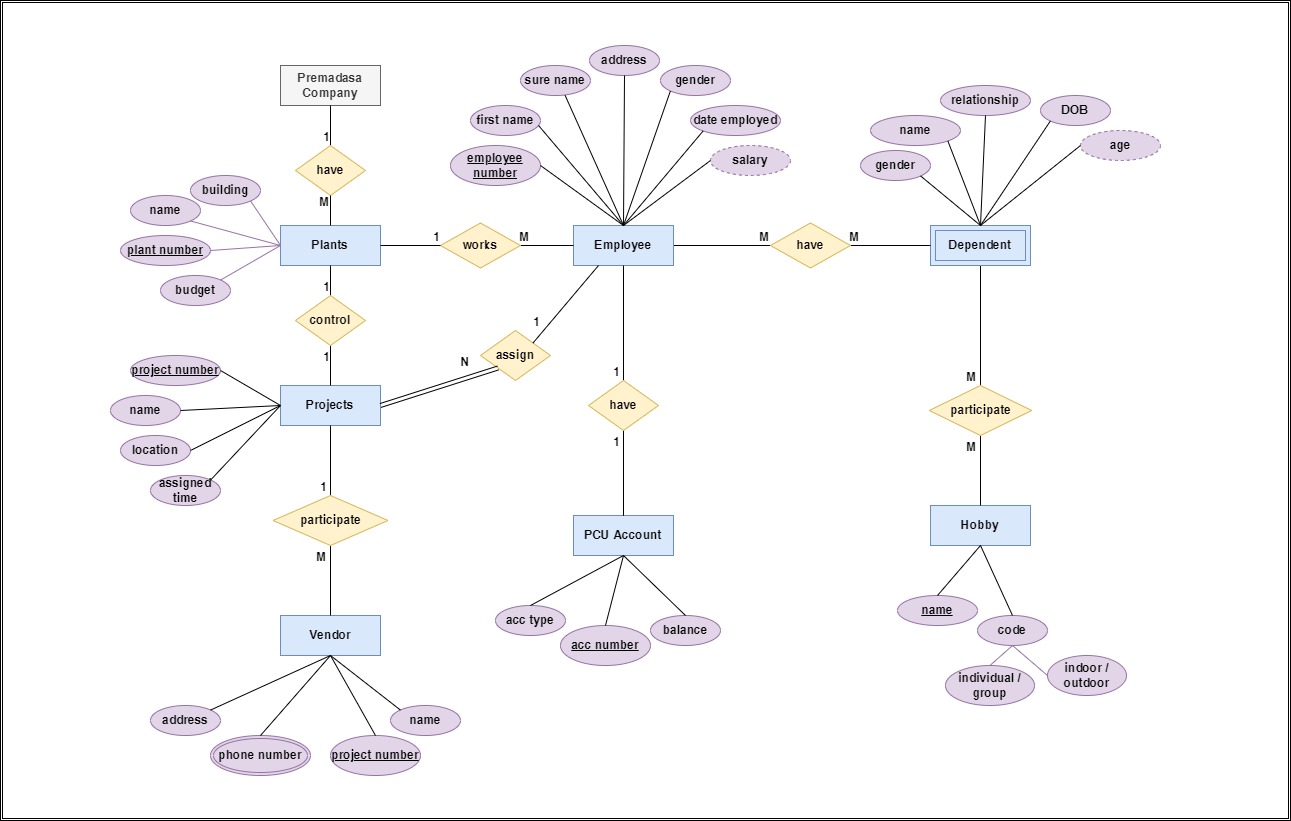 address
sure name
gender
Premadasa
Company
first name
date employed
relationship
DOB
name
age
1
employee
number
salary
gender
have
building
M
name
plant number
Plants
1
works
M
Employee
M
have
M
Dependent
budget
1
control
1
1
assign
N
project number
name
location
assigned
time
Projects
1
have
1
M
participate
M
1
participate
M
PCU Account
Hobby
acc type
acc number
balance
name
code
individual /
group
indoor /
outdoor
Vendor
address
phone number
project number
name